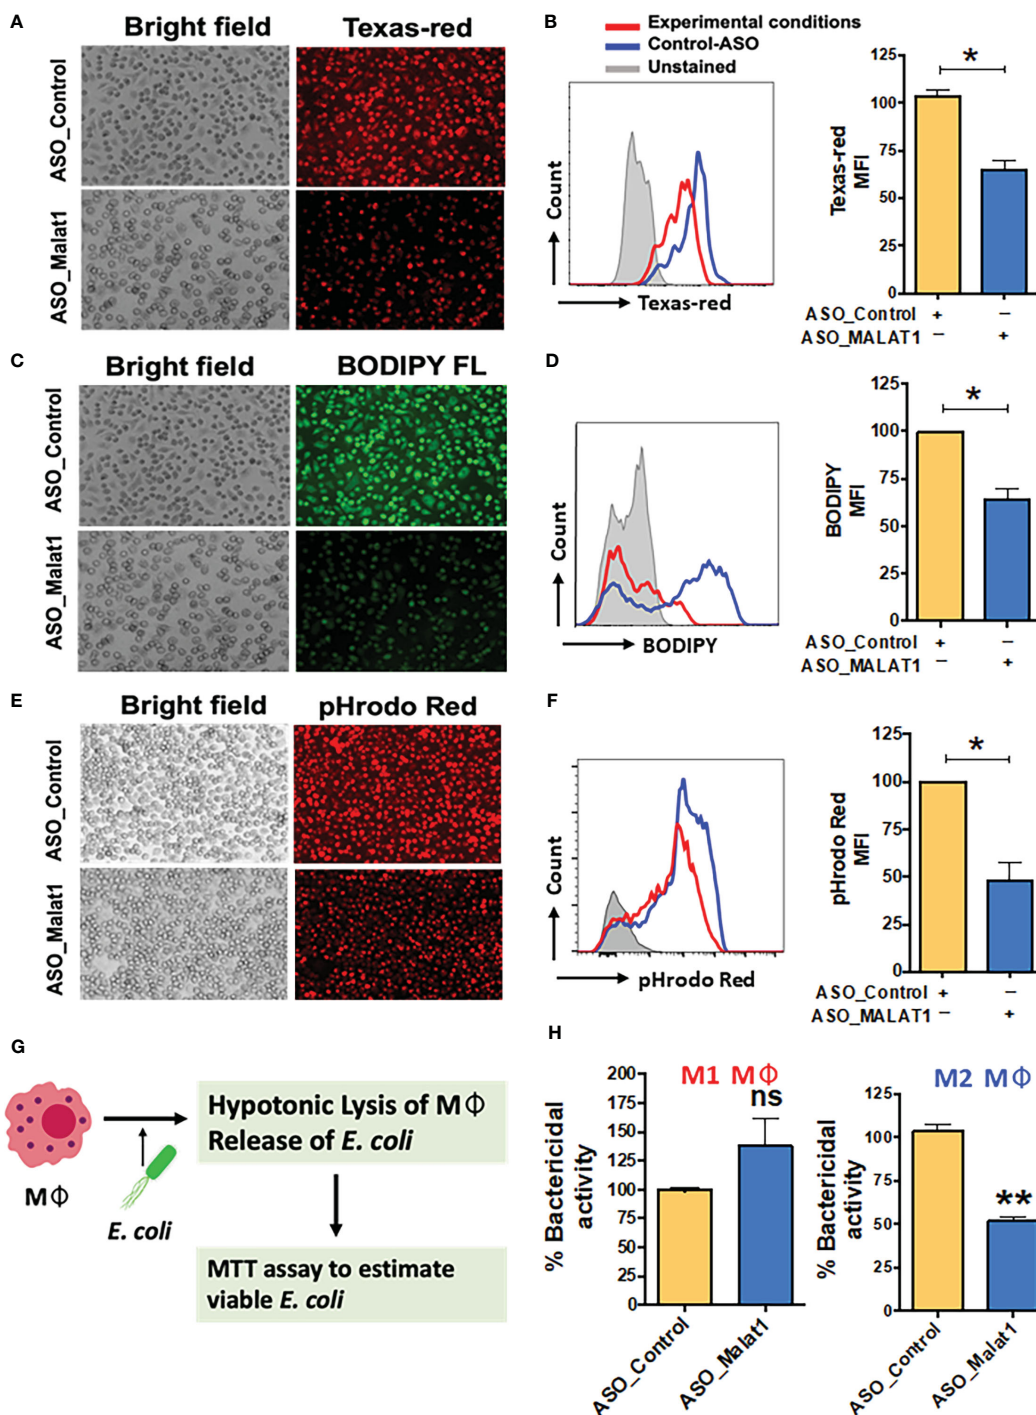 A
Bright field
Texas-red
ASO_Control
ASO_Malat1
B
Experimental conditions
Control-ASO
Unstained
Count
Texas-red
125
100
75
50
25
0
Texas-red
MFI
*
ASO_Control + –
ASO_MALAT1 – +
C
Bright field
BODIPY FL
ASO_Control
ASO_Malat1
D
Count
BODIPY
125
100
75
50
25
0
BODIPY
MFI
*
ASO_Control + –
ASO_MALAT1 – +
E
Bright field
pHrodo Red
ASO_Control
ASO_Malat1
F
Count
pHrodo Red
125
100
75
50
25
0
pHrodo Red
MFI
*
ASO_Control + –
ASO_MALAT1 – +
G
MΦ
E. coli
Hypotonic Lysis of MΦ
Release of E. coli
MTT assay to estimate
viable E. coli
H
M1 MΦ
ns
200
175
150
125
100
75
50
25
0
% Bactericidal
activity
ASO_Control
ASO_Malat1
M2 MΦ
**
125
100
75
50
25
0
% Bactericidal
activity
ASO_Control
ASO_Malat1